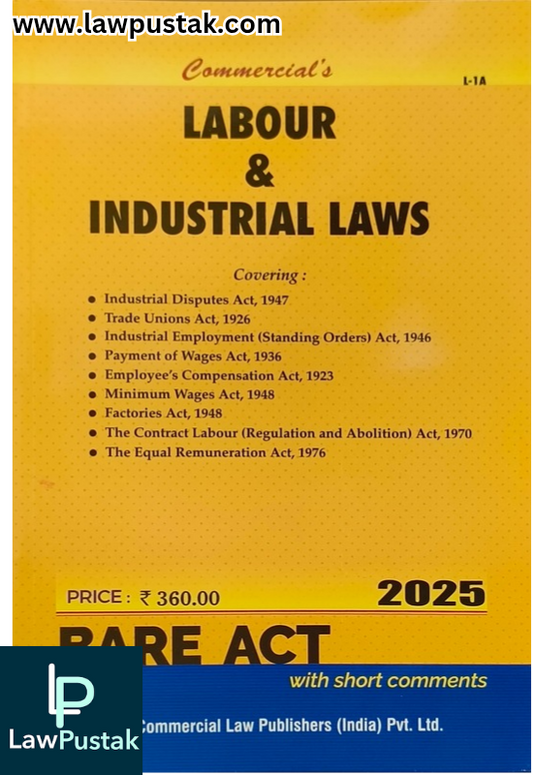 www.lawpustak.com
Commercial's
L-1A
LABOUR
&
INDUSTRIAL LAWS
Covering :
● Industrial Disputes Act, 1947
● Trade Unions Act, 1926
● Industrial Employment (Standing Orders) Act, 1946
● Payment of Wages Act, 1936
● Employee's Compensation Act, 1923
● Minimum Wages Act, 1948
● Factories Act, 1948
● The Contract Labour (Regulation and Abolition) Act, 1970
● The Equal Remuneration Act, 1976
PRICE : ₹ 360.00
2025
BARE ACT
with short comments
Commercial Law Publishers (India) Pvt. Ltd.
LP
LawPustak